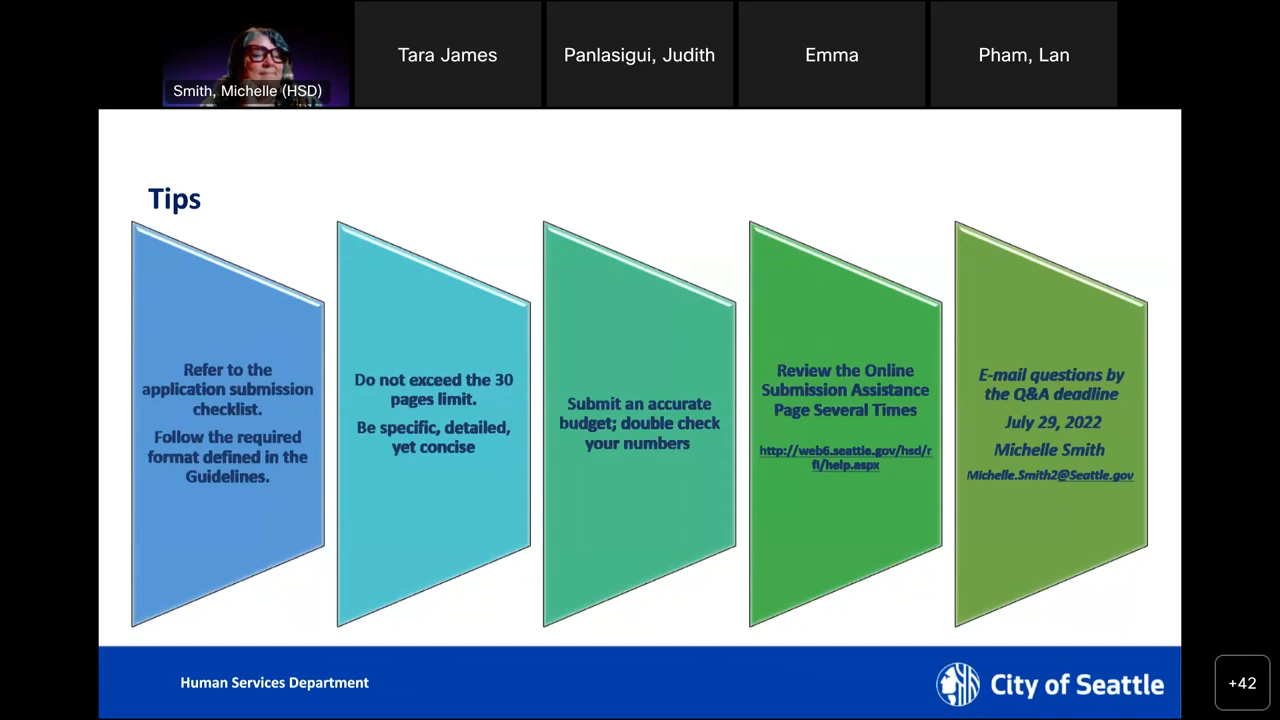 Smith, Michelle (HSD)
Tara James
Panlasigui, Judith
Emma
Pham, Lan
Tips
Refer to the
application submission
checklist.
Follow the required
format defined in the
Guidelines.
Do not exceed the 30
pages limit.
Be specific, detailed,
yet concise
Submit an accurate
budget; double check
your numbers
Review the Online
Submission Assistance
Page Several Times
http://web6.seattle.gov/hsd/r
fi/help.aspx
E-mail questions by
the Q&A deadline
July 29, 2022
Michelle Smith
Michelle.Smith2@Seattle.gov
Human Services Department
City of Seattle
+42